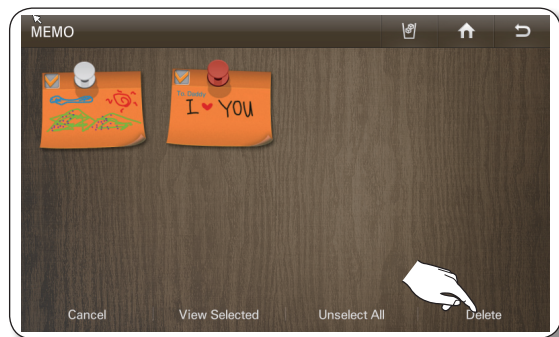 MEMO
To Daddy
I ♥ YOU
Cancel View Selected Unselect All Delete